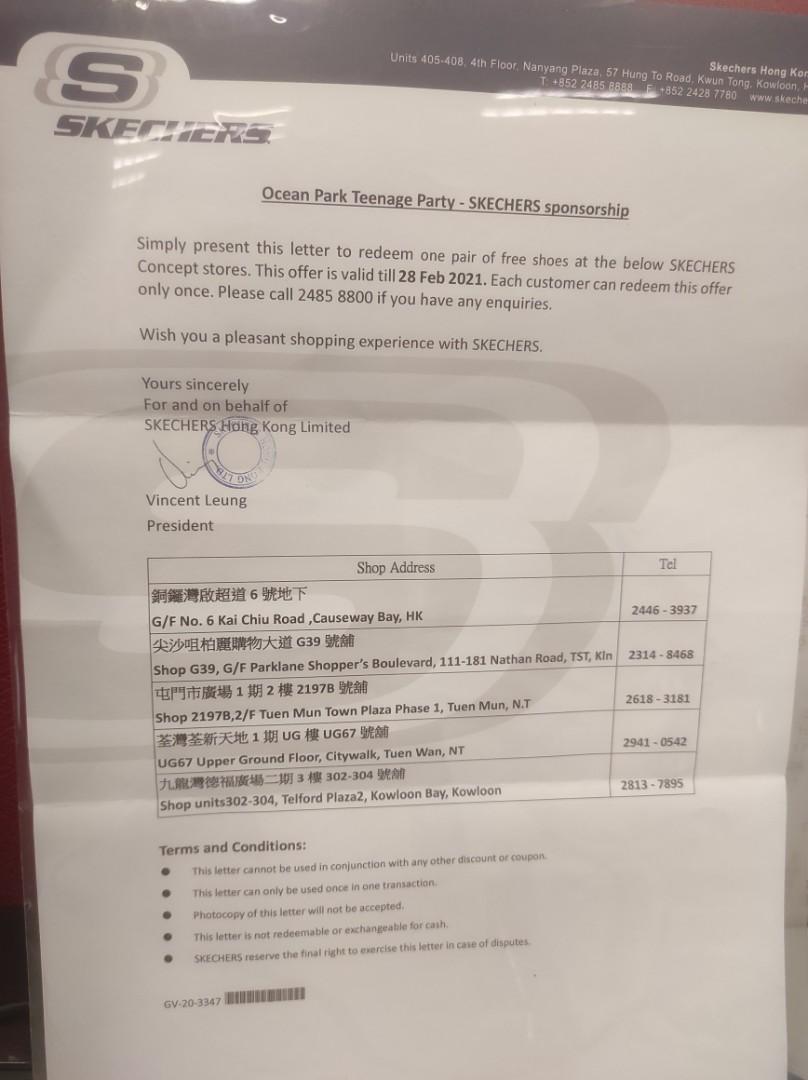 S
SKECHERS
Skechers Hong
Units 405-408, 4th Floor, Nanyang Plaza, 57 Hung To Road, Kwun Tong, Kowloon,
T: +852 2485 8888 F: +852 2428 7780 www.
Ocean Park Teenage Party - SKECHERS sponsorship
Simply present this letter to redeem one pair of free shoes at the below SKECHERS
Concept stores. This offer is valid till 28 Feb 2021. Each customer can redeem this offer
only once. Please call 2485 8800 if you have any enquiries.
Wish you a pleasant shopping experience with SKECHERS.
Yours sincerely
For and on behalf of
SKECHERS Hong Kong Limited
Vincent Leung
President
Shop Address Tel
銅鑼灣啟超道 6 號地下
G/F No. 6 Kai Chiu Road ,Causeway Bay, HK 2446 - 3937
尖沙咀柏麗購物大道 G39 號舖
Shop G39, G/F Parklane Shopper's Boulevard, 111-181 Nathan Road, TST, Kln 2314 - 8468
屯門市廣場 1 期 2 樓 2197B 號舖
Shop 2197B,2/F Tuen Mun Town Plaza Phase 1, Tuen Mun, N.T 2618 - 3181
荃灣荃新天地 1 期 UG 樓 UG67 號舖
UG67 Upper Ground Floor, Citywalk, Tuen Wan, NT 2941 - 0542
九龍灣德福廣場二期 3 樓 302-304 號舖
Shop units302-304, Telford Plaza2, Kowloon Bay, Kowloon 2813 - 7895
Terms and Conditions:
● This letter cannot be used in conjunction with any other discount or coupon.
● This letter can only be used once in one transaction.
● Photocopy of this letter will not be accepted.
● This letter is not redeemable or exchangeable for cash.
● SKECHERS reserve the final right to exercise this letter in case of disputes.
GV-20-3347